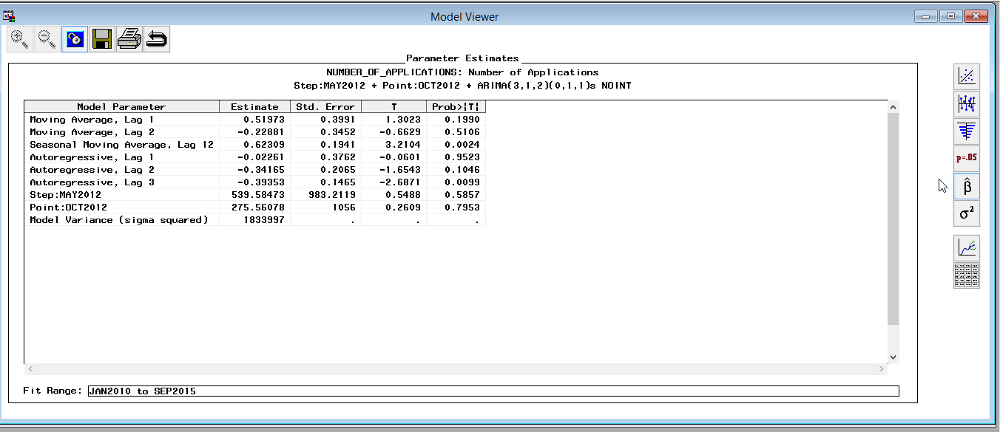 Model Viewer
Parameter Estimates
NUMBER_OF_APPLICATIONS: Number of Applications
Step:MAY2012 + Point:OCT2012 + ARIMA(3,1,2)(0,1,1)s NOINT
Model Parameter Estimate Std. Error T Prob>|T|
Moving Average, Lag 1 0.51973 0.3991 1.3023 0.1990
Moving Average, Lag 2 -0.22881 0.3452 -0.6629 0.5106
Seasonal Moving Average, Lag 12 0.62309 0.1941 3.2104 0.0024
Autoregressive, Lag 1 -0.02261 0.3762 -0.0601 0.9523
Autoregressive, Lag 2 -0.34165 0.2065 -1.6543 0.1046
Autoregressive, Lag 3 -0.39353 0.1465 -2.6871 0.0099
Step:MAY2012 539.58473 983.2119 0.5488 0.5857
Point:OCT2012 275.56078 1056 0.2609 0.7953
Model Variance (sigma squared) 1833997 . . .
p=.05
β̂
σ²
Fit Range: JAN2010 to SEP2015